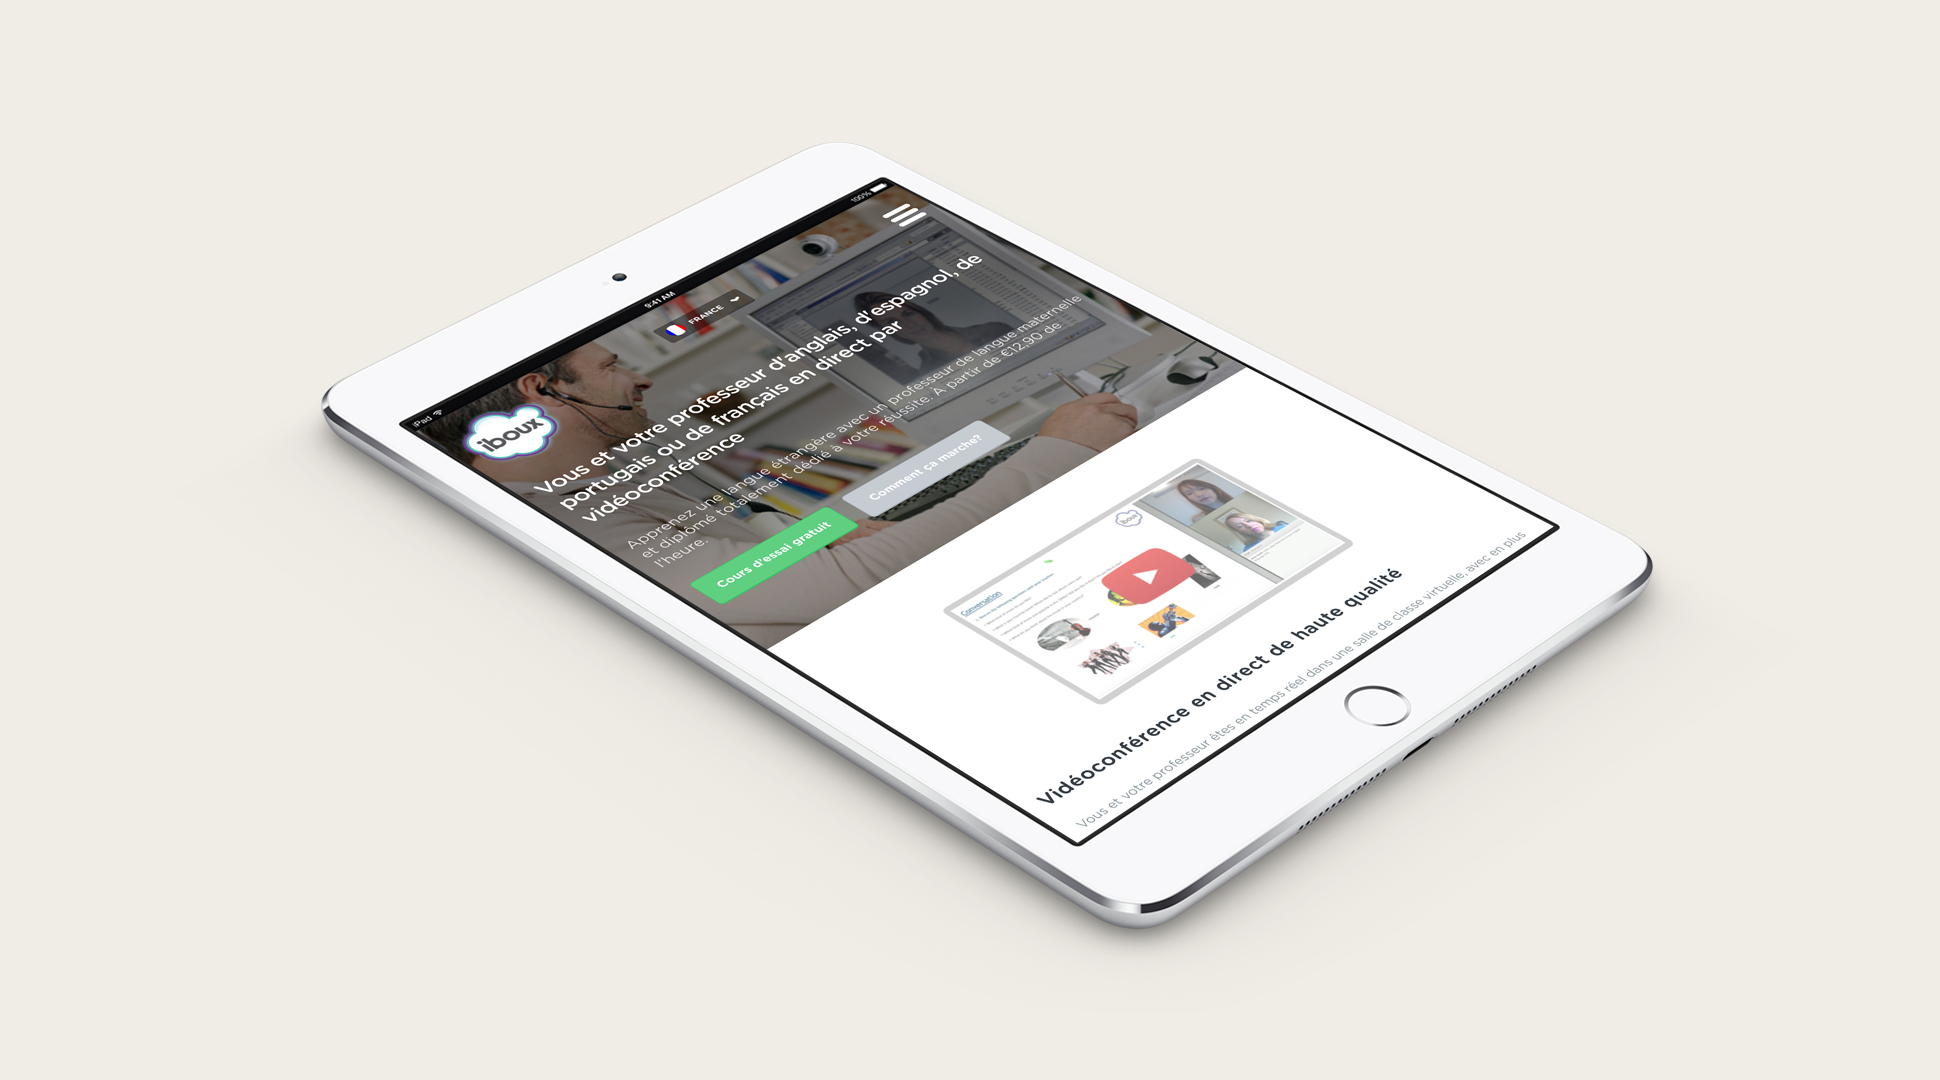 iPad
9:41 AM
100%
iboux
FRANCE
Vous et votre professeur d'anglais, d'espagnol, de
portugais ou de français en direct par
vidéoconférence
Apprenez une langue étrangère avec un professeur de langue maternelle
et diplômé totalement dédié à votre réussite. À partir de €12,90 de
l'heure.
Cours d'essai gratuit
Comment ça marche?
iboux
Conversation
Vidéoconférence en direct de haute qualité
Vous et votre professeur êtes en temps réel dans une salle de classe virtuelle, avec en plus